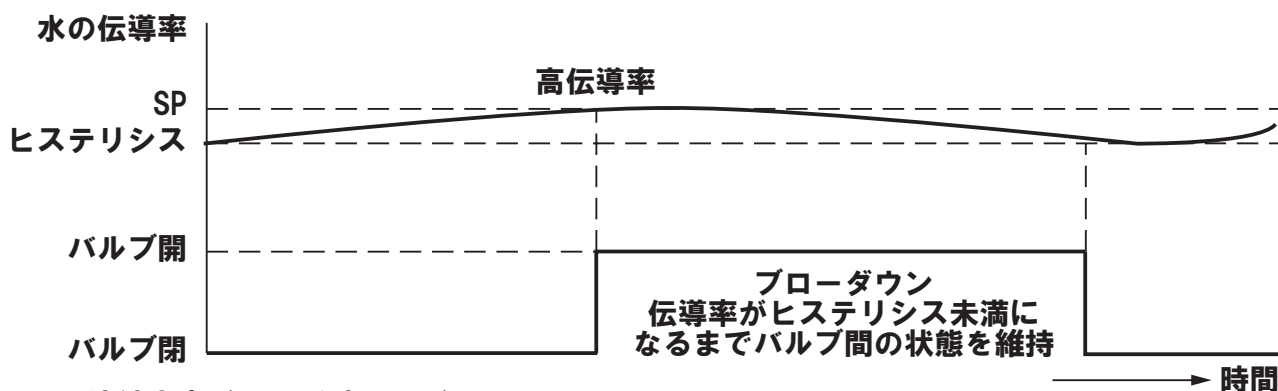 水の伝導率
高伝導率
SP
ヒステリシス
バルブ開
ブローダウン
伝導率がヒステリシス未満に
なるまでバルブ間の状態を維持
バルブ閉
時間